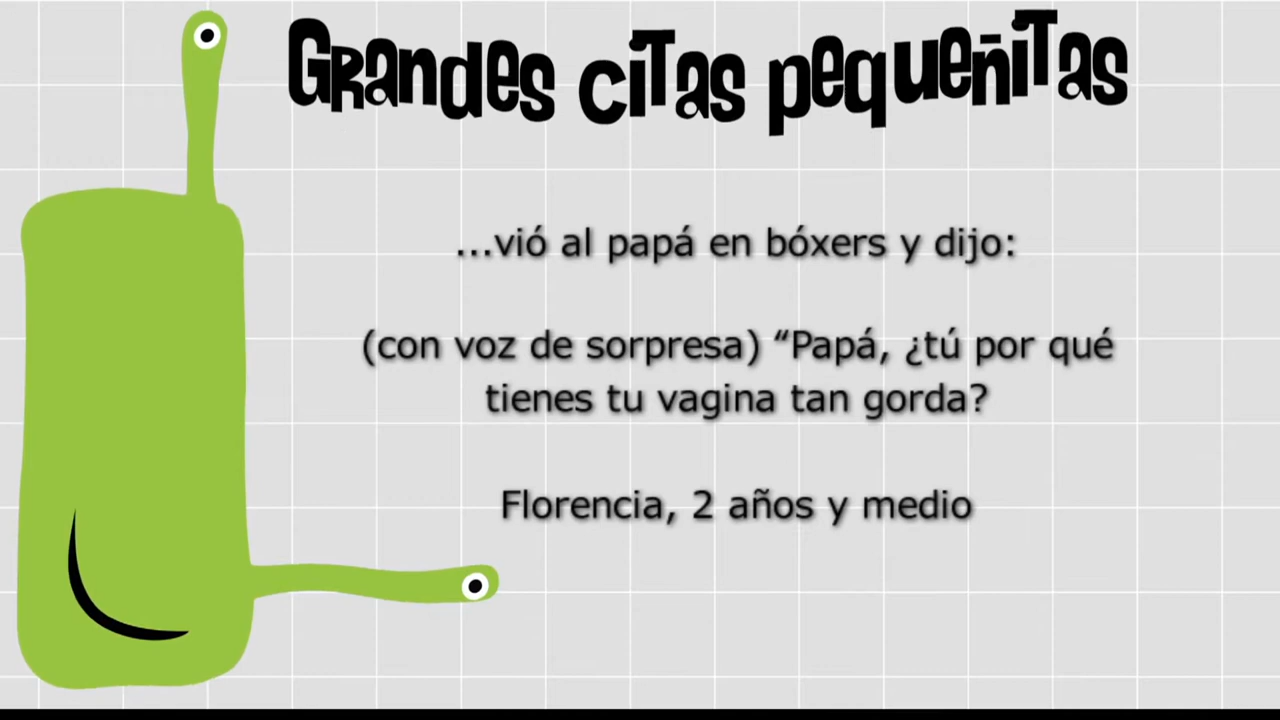 Grandes citas pequeñitas
...vió al papá en bóxers y dijo:
(con voz de sorpresa) “Papá, ¿tú por qué
tienes tu vagina tan gorda?
Florencia, 2 años y medio